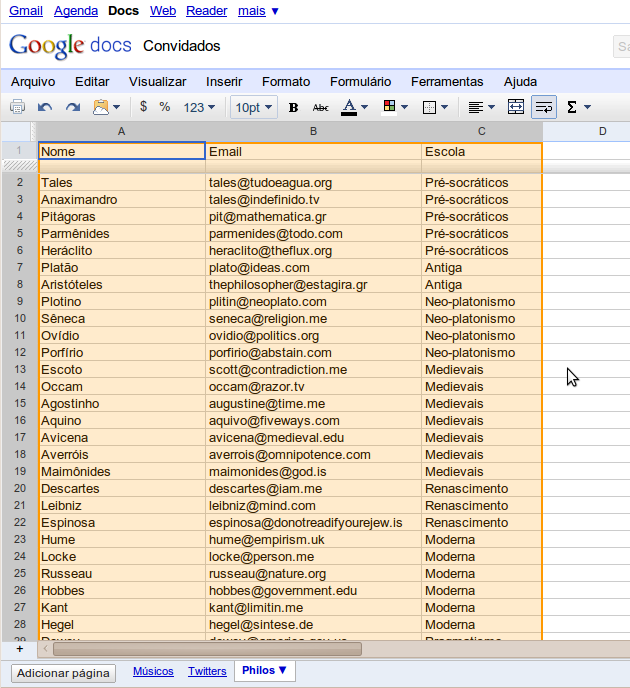 Gmail Agenda Docs Web Reader mais ▼
Google docs Convidados
Arquivo Editar Visualizar Inserir Formato Formulário Ferramentas Ajuda
$ % 123 10pt B Abc A Σ
A B C D
1 Nome Email Escola
2 Tales tales@tudoeagua.org Pré-socráticos
3 Anaximandro tales@indefinido.tv Pré-socráticos
4 Pitágoras pit@mathematica.gr Pré-socráticos
5 Parmênides parmenides@todo.com Pré-socráticos
6 Heráclito heraclito@theflux.org Pré-socráticos
7 Platão plato@ideas.com Antiga
8 Aristóteles thephilosopher@estagira.gr Antiga
9 Plotino plitin@neoplato.com Neo-platonismo
10 Sêneca seneca@religion.me Neo-platonismo
11 Ovídio ovidio@politics.org Neo-platonismo
12 Porfírio porfirio@abstain.com Neo-platonismo
13 Escoto scott@contradiction.me Medievais
14 Occam occam@razor.tv Medievais
15 Agostinho augustine@time.me Medievais
16 Aquino aquivo@fiveways.com Medievais
17 Avicena avicena@medieval.edu Medievais
18 Averróis averrois@omnipotence.com Medievais
19 Maimônides maimonides@god.is Medievais
20 Descartes descartes@iam.me Renascimento
21 Leibniz leibniz@mind.com Renascimento
22 Espinosa espinosa@donotreadifyourejew.is Renascimento
23 Hume hume@empirism.uk Moderna
24 Locke locke@person.me Moderna
25 Russeau russeau@nature.org Moderna
26 Hobbes hobbes@government.edu Moderna
27 Kant kant@limitin.me Moderna
28 Hegel hegel@sintese.de Moderna
29
+
Adicionar página Músicos Twitters Philos ▼